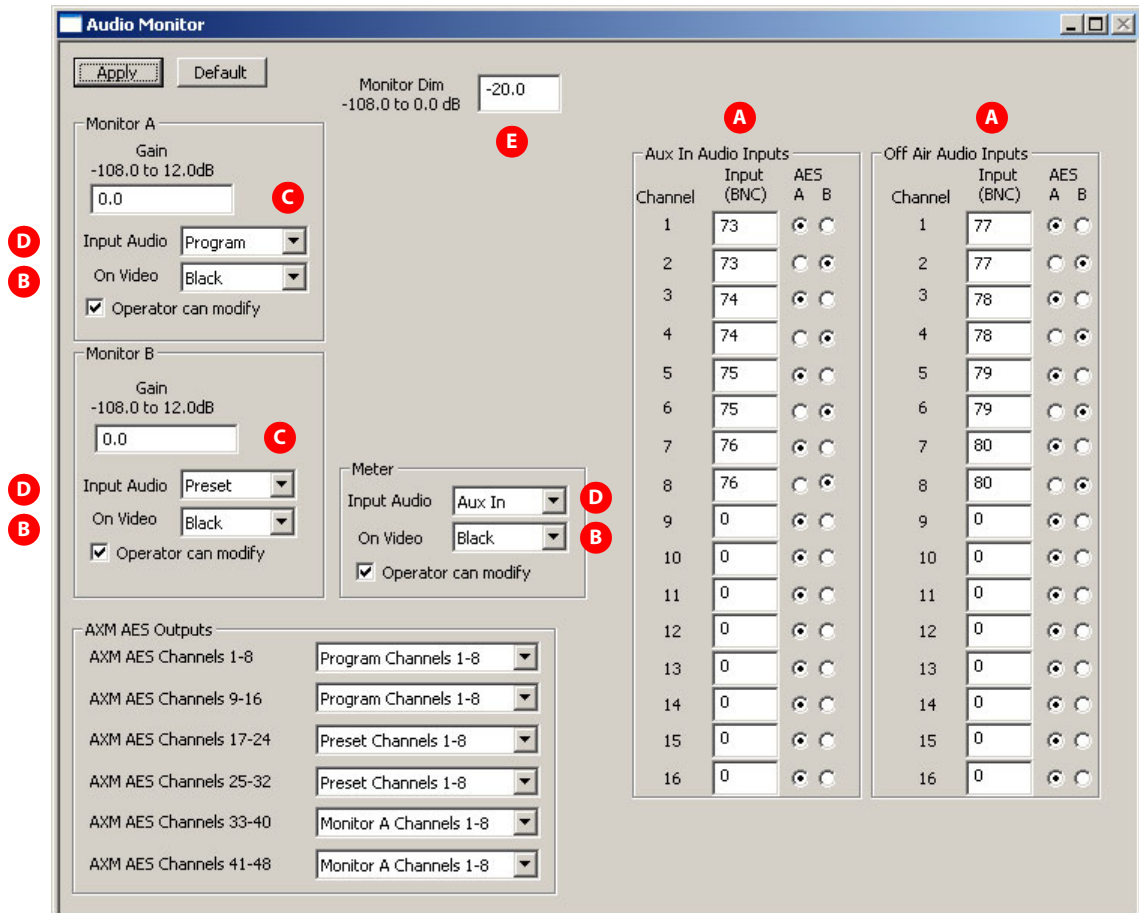 Audio Monitor
Apply Default
Monitor Dim
-108.0 to 0.0 dB
-20.0
E
Monitor A
Gain
-108.0 to 12.0dB
0.0
C
D Input Audio Program
B On Video Black
Operator can modify
Monitor B
Gain
-108.0 to 12.0dB
0.0
C
D Input Audio Preset
B On Video Black
Operator can modify
Meter
Input Audio Aux In D
On Video Black B
Operator can modify
AXM AES Outputs
AXM AES Channels 1-8 Program Channels 1-8
AXM AES Channels 9-16 Program Channels 1-8
AXM AES Channels 17-24 Preset Channels 1-8
AXM AES Channels 25-32 Preset Channels 1-8
AXM AES Channels 33-40 Monitor A Channels 1-8
AXM AES Channels 41-48 Monitor A Channels 1-8
A
Aux In Audio Inputs
Input AES
Channel (BNC) A B
1 73
2 73
3 74
4 74
5 75
6 75
7 76
8 76
9 0
10 0
11 0
12 0
13 0
14 0
15 0
16 0
A
Off Air Audio Inputs
Input AES
Channel (BNC) A B
1 77
2 77
3 78
4 78
5 79
6 79
7 80
8 80
9 0
10 0
11 0
12 0
13 0
14 0
15 0
16 0